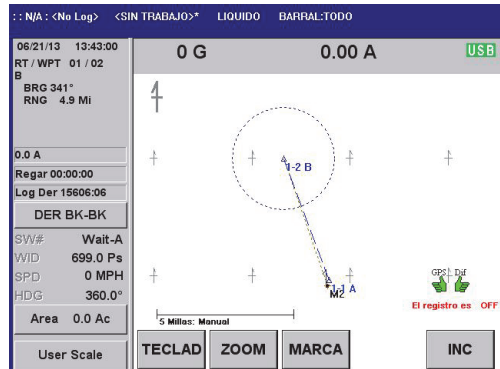 : : N/A : <No Log> <SIN TRABAJO>* LIQUIDO BARRAL:TODO
06/21/13 13:43:00
RT / WPT 01 / 02
B
BRG 341°
RNG 4.9 Mi
0.0 A
Regar 00:00:00
Log Der 15606:06
DER BK-BK
SW# Wait-A
WID 699.0 Ps
SPD 0 MPH
HDG 360.0°
Area 0.0 Ac
User Scale
0 G 0.00 A USB
1-2 B
1-1 A
M2
GPS Dif
El registro es OFF
5 Millas: Manual
TECLAD ZOOM MARCA INC